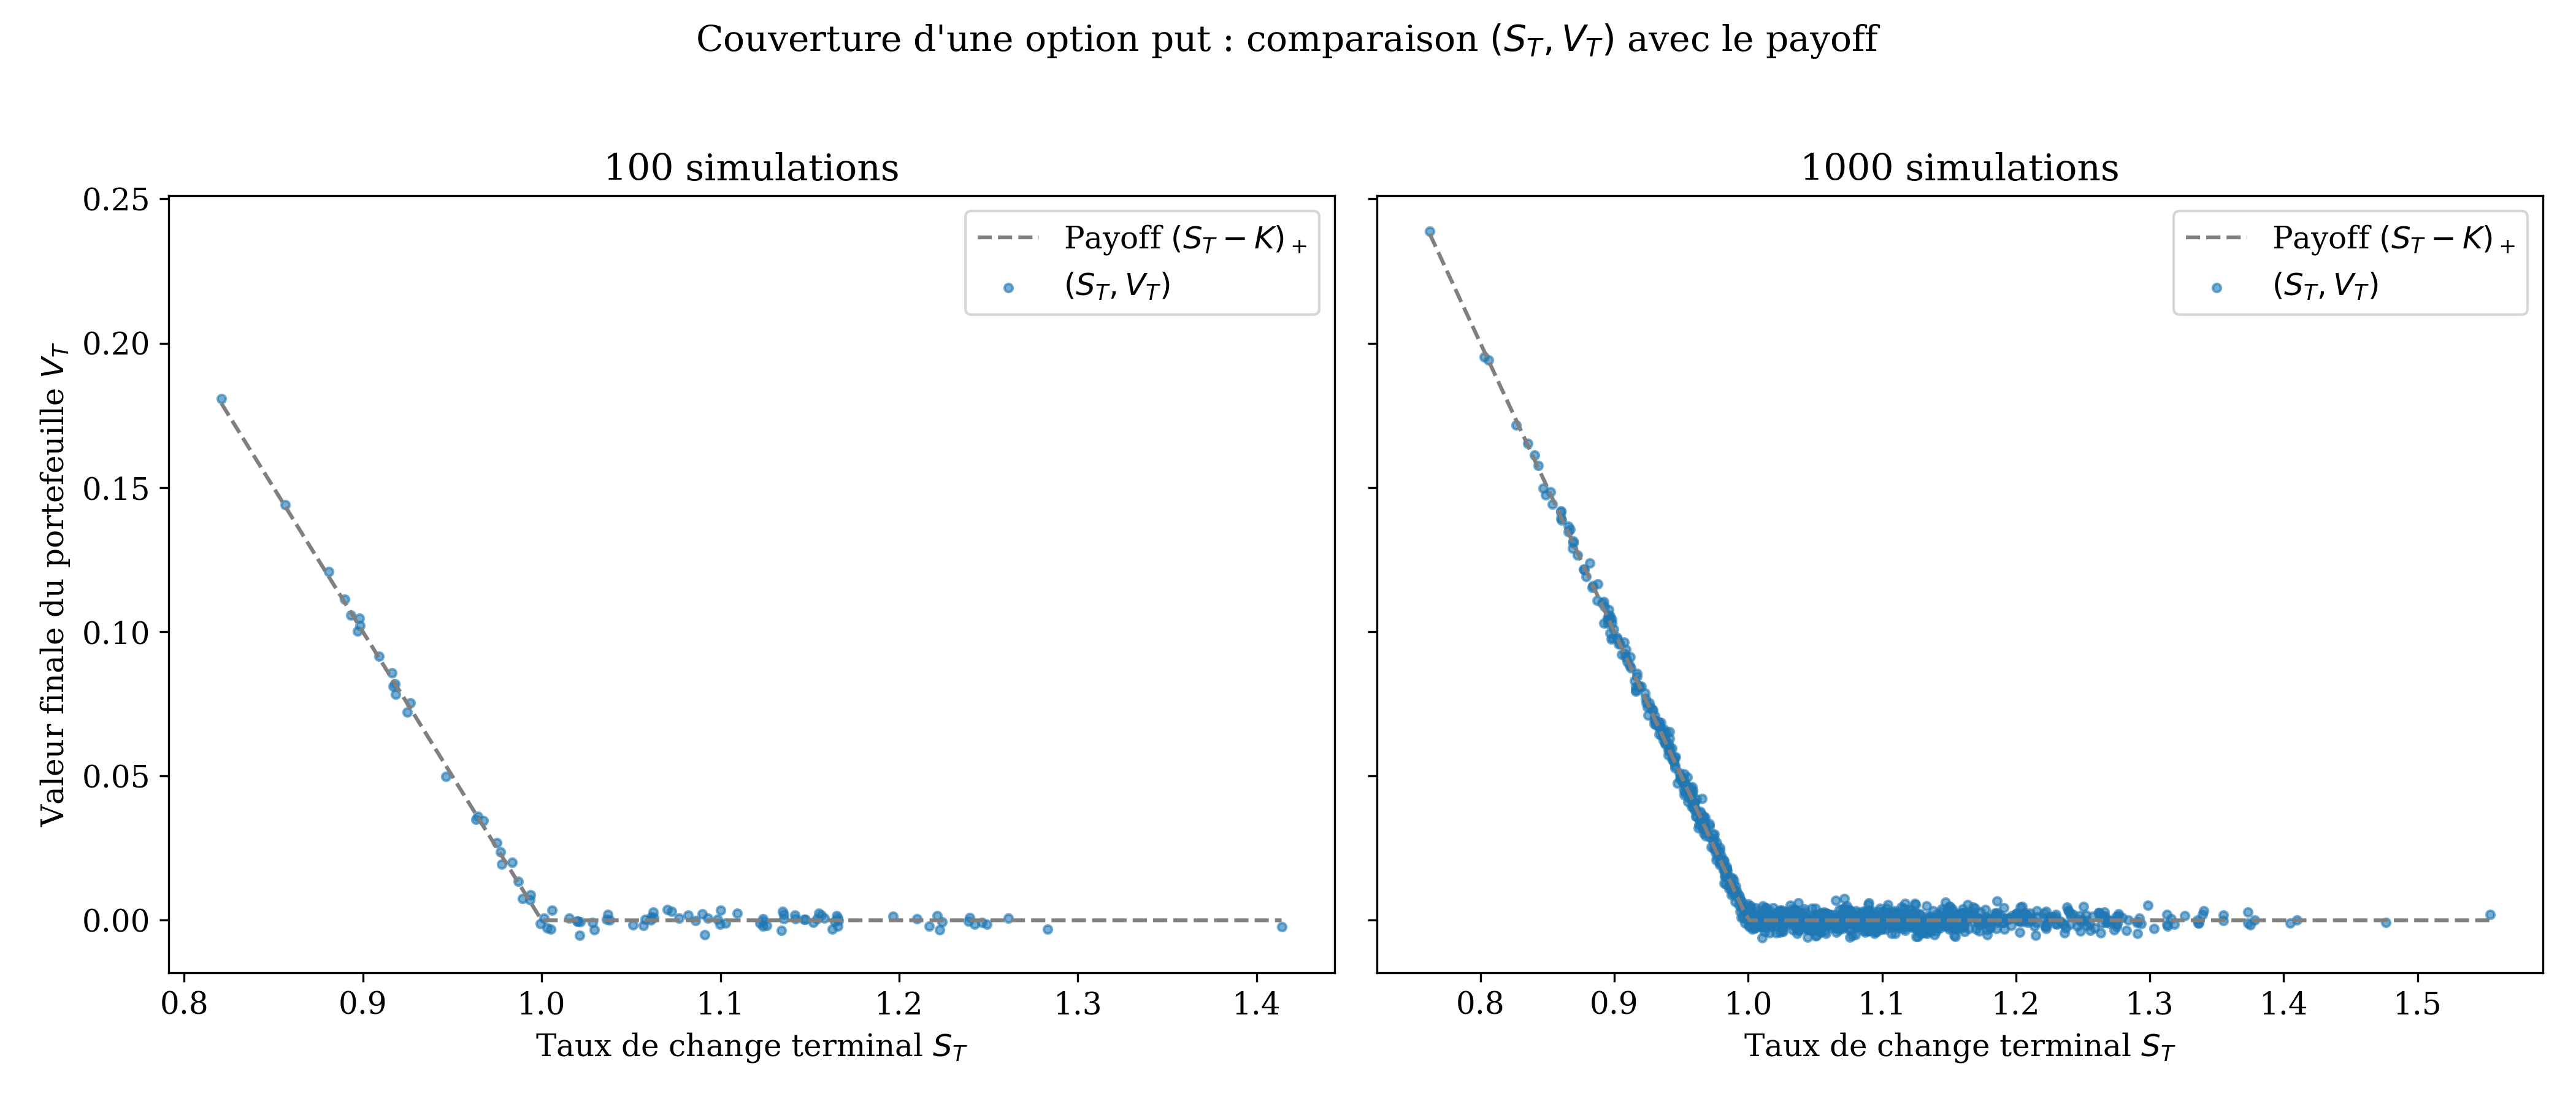 Couverture d'une option put : comparaison (S_T, V_T) avec le payoff
100 simulations
0.25
0.20
0.15
0.10
0.05
0.00
Valeur finale du portefeuille V_T
Payoff (S_T − K)_+
(S_T, V_T)
0.8 0.9 1.0 1.1 1.2 1.3 1.4
Taux de change terminal S_T
1000 simulations
Payoff (S_T − K)_+
(S_T, V_T)
0.8 0.9 1.0 1.1 1.2 1.3 1.4 1.5
Taux de change terminal S_T